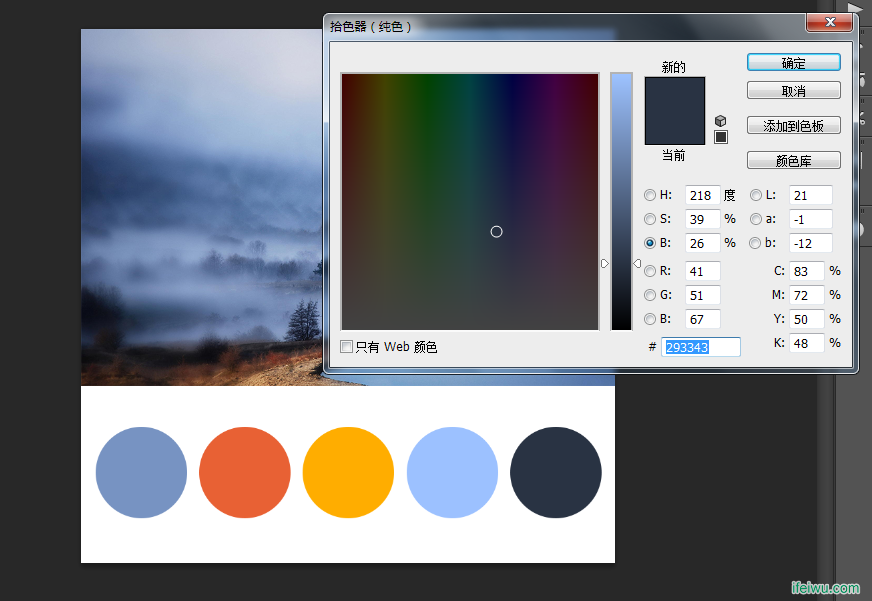 拾色器（纯色）
新的
当前
确定
取消
添加到色板
颜色库
H: 218 度
S: 39 %
B: 26 %
R: 41
G: 51
B: 67
L: 21
a: -1
b: -12
C: 83 %
M: 72 %
Y: 50 %
K: 48 %
# 293343
只有 Web 颜色
ifeiwu.com